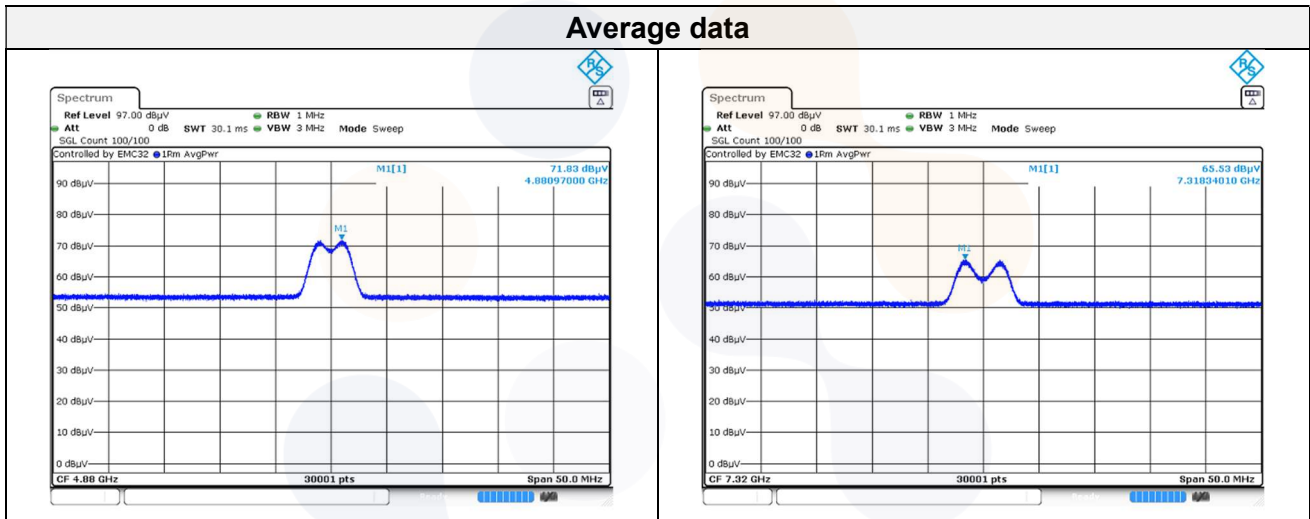 Average data
Spectrum
Ref Level 97.00 dBµV RBW 1 MHz
Att 0 dB SWT 30.1 ms VBW 3 MHz Mode Sweep
SGL Count 100/100
Controlled by EMC32 1Rm AvgPwr
M1[1] 71.83 dBµV
4.88097000 GHz
90 dBµV
80 dBµV
M1
70 dBµV
60 dBµV
50 dBµV
40 dBµV
30 dBµV
20 dBµV
10 dBµV
0 dBµV
CF 4.88 GHz 30001 pts Span 50.0 MHz
R&S
Spectrum
Ref Level 97.00 dBµV RBW 1 MHz
Att 0 dB SWT 30.1 ms VBW 3 MHz Mode Sweep
SGL Count 100/100
Controlled by EMC32 1Rm AvgPwr
M1[1] 65.53 dBµV
7.31834010 GHz
90 dBµV
80 dBµV
70 dBµV
M1
60 dBµV
50 dBµV
40 dBµV
30 dBµV
20 dBµV
10 dBµV
0 dBµV
CF 7.32 GHz 30001 pts Span 50.0 MHz
R&S